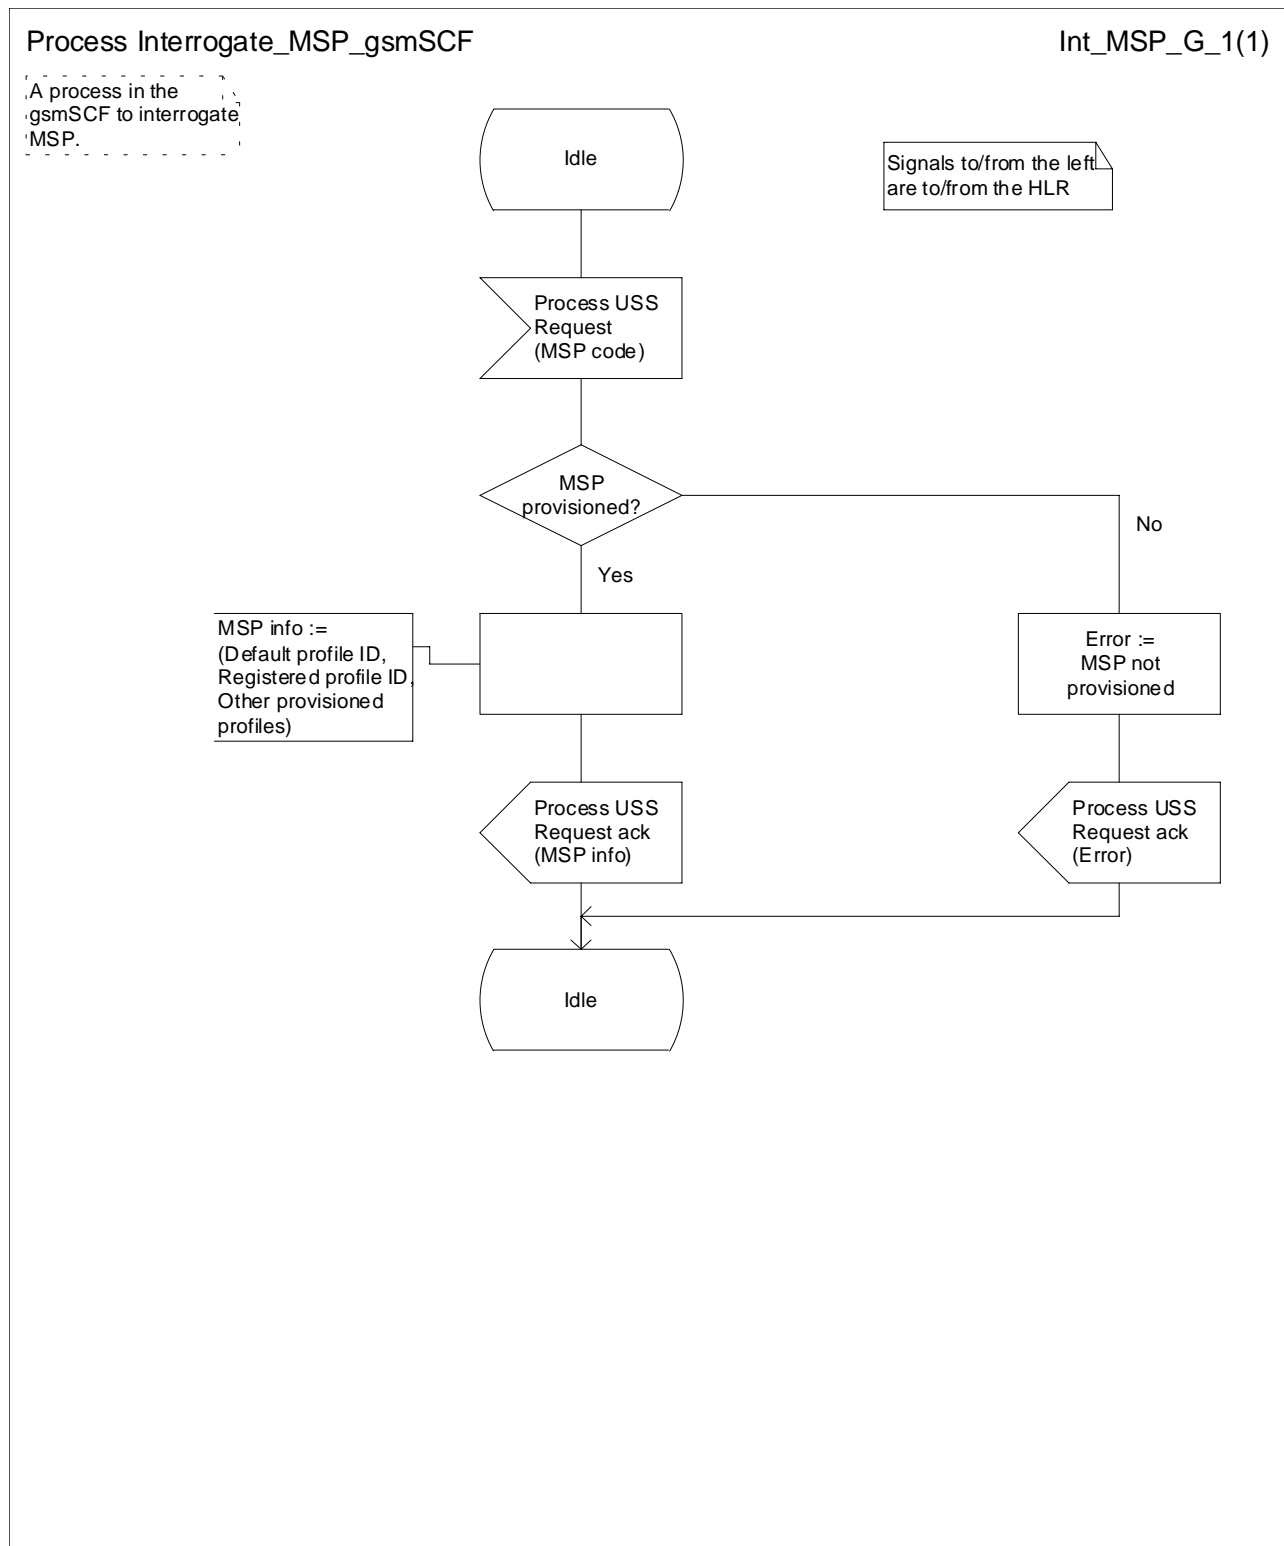 Process Interrogate_MSP_gsmSCF
Int_MSP_G_1(1)
A process in the
gsmSCF to interrogate
MSP.
Idle
Signals to/from the left
are to/from the HLR
Process USS
Request
(MSP code)
MSP
provisioned?
No
Yes
MSP info :=
(Default profile ID,
Registered profile ID,
Other provisioned
profiles)
Error :=
MSP not
provisioned
Process USS
Request ack
(MSP info)
Process USS
Request ack
(Error)
Idle